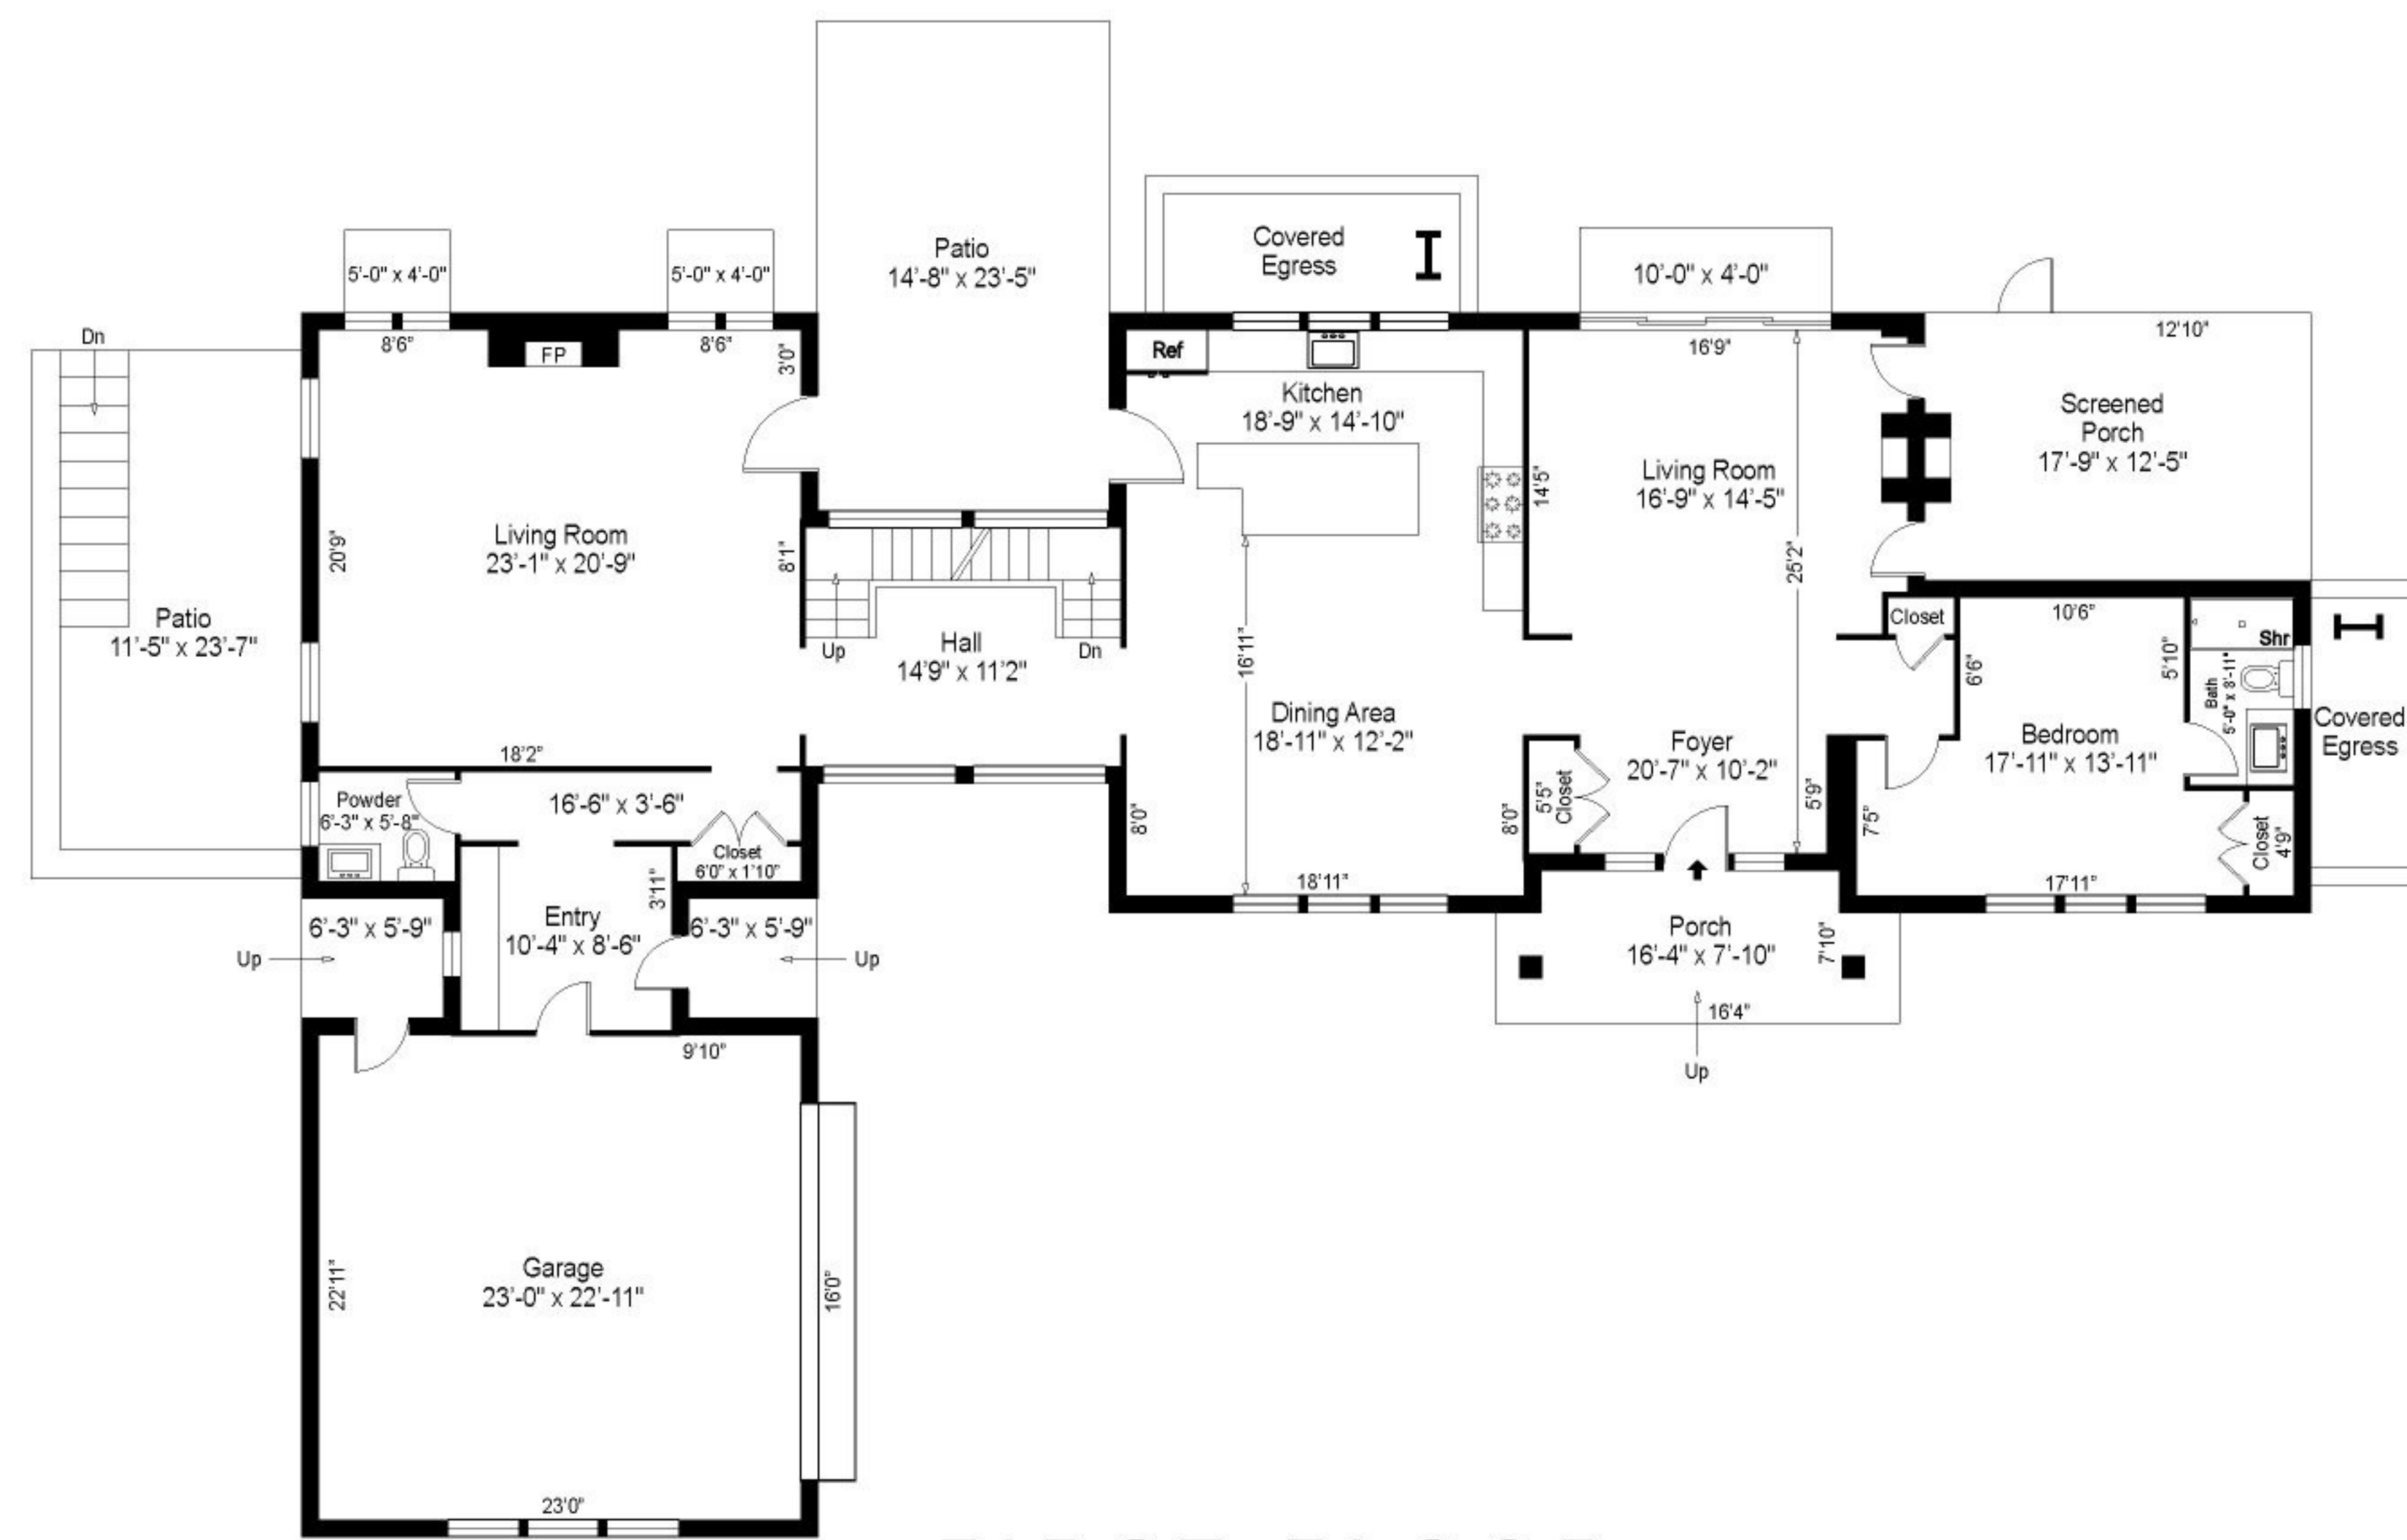 Patio
14'-8" x 23'-5"
Covered
Egress
5'-0" x 4'-0"
5'-0" x 4'-0"
10'-0" x 4'-0"
Dn
8'6"
FP
8'6"
3'0"
Ref
16'9"
12'10"
Kitchen
18'-9" x 14'-10"
Screened
Porch
17'-9" x 12'-5"
Living Room
16'-9" x 14'-5"
14'5"
25'2"
Living Room
23'-1" x 20'-9"
20'9"
8'1"
Patio
11'-5" x 23'-7"
Up
Hall
14'9" x 11'2"
Dn
16'11"
Closet
10'6"
Shr
6'6"
5'10"
Bath
5'-0" x 8'-11"
Covered
Egress
Dining Area
18'-11" x 12'-2"
Foyer
20'-7" x 10'-2"
Bedroom
17'-11" x 13'-11"
18'2"
Powder
6'-3" x 5'-8"
16'-6" x 3'-6"
8'0"
8'0"
5'5"
Closet
5'9"
7'5"
Closet
4'9"
Closet
6'0" x 1'10"
3'11"
18'11"
17'11"
6'-3" x 5'-9"
Entry
10'-4" x 8'-6"
6'-3" x 5'-9"
Up
Up
Porch
16'-4" x 7'-10"
7'10"
16'4"
Up
9'10"
Garage
23'-0" x 22'-11"
22'11"
16'0"
23'0"